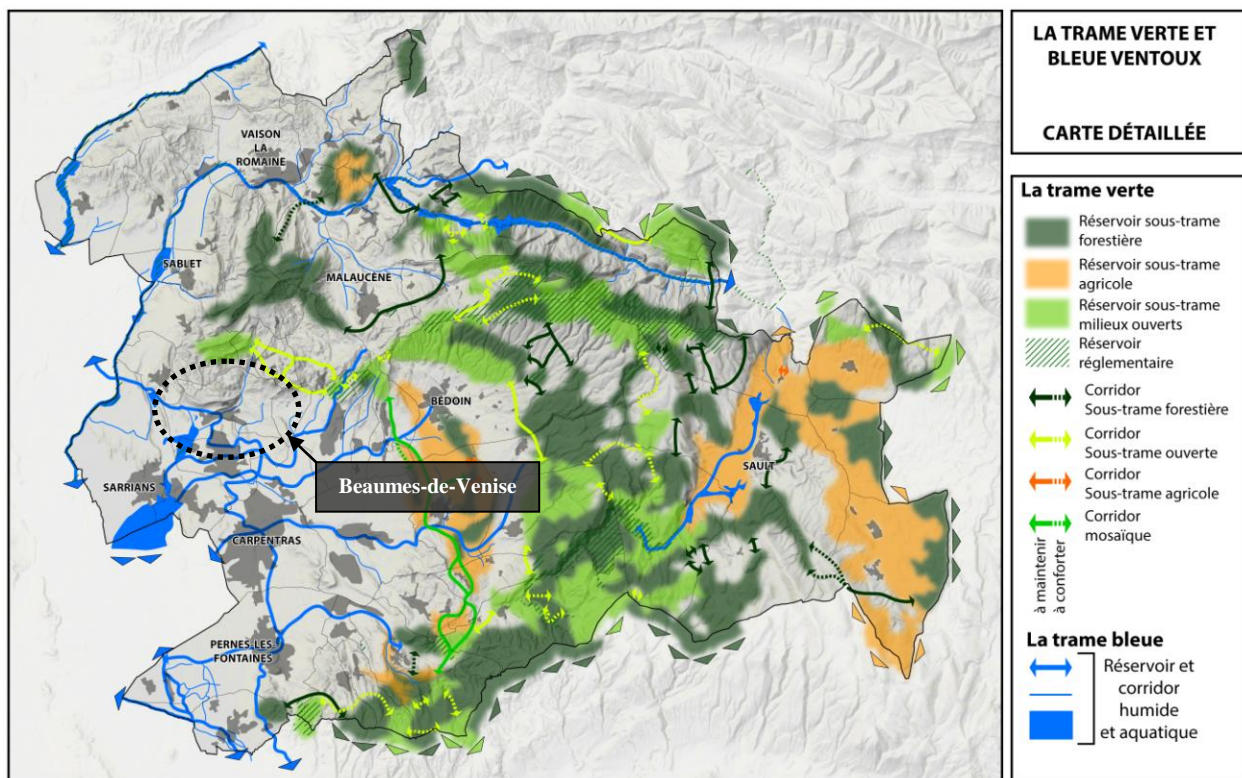 LA TRAME VERTE ET
BLEUE VENTOUX
CARTE DÉTAILLÉE
VAISON
LA
ROMAINE
SABLET
MALAUCÈNE
BÉDOIN
SAULT
Beaumes-de-Venise
SARRIANS
CARPENTRAS
PERNES-LES-
FONTAINES
La trame verte
Réservoir sous-trame
forestière
Réservoir sous-trame
agricole
Réservoir sous-trame
milieux ouverts
Réservoir
réglementaire
Corridor
Sous-trame forestière
Corridor
Sous-trame ouverte
Corridor
Sous-trame agricole
Corridor
mosaïque
à maintenir
à conforter
La trame bleue
Réservoir et
corridor
humide
et aquatique